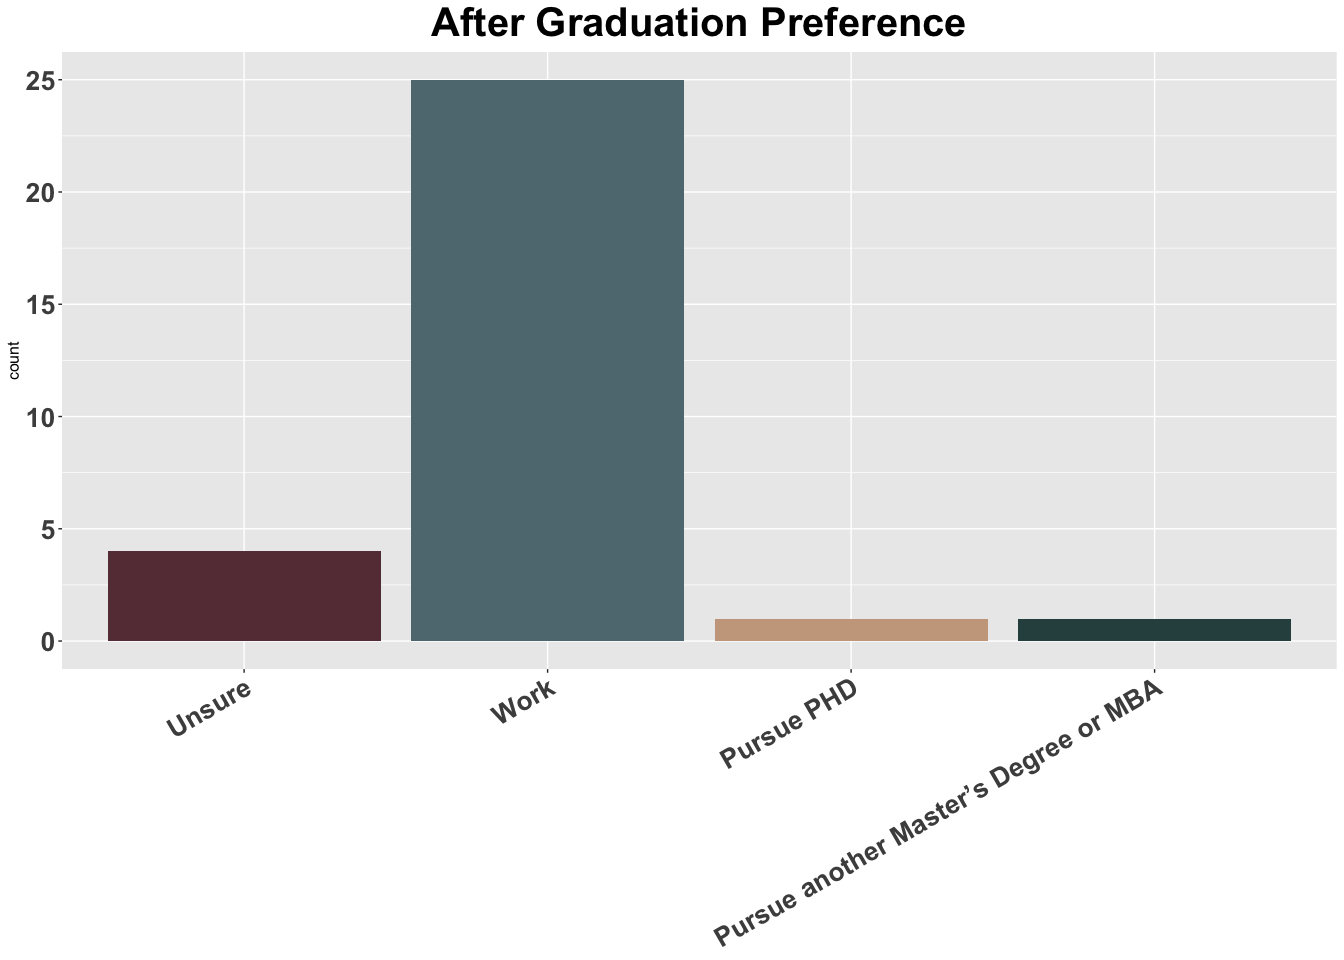 After Graduation Preference
25
20
15
10
5
0
count
Unsure
Work
Pursue PHD
Pursue another Master’s Degree or MBA